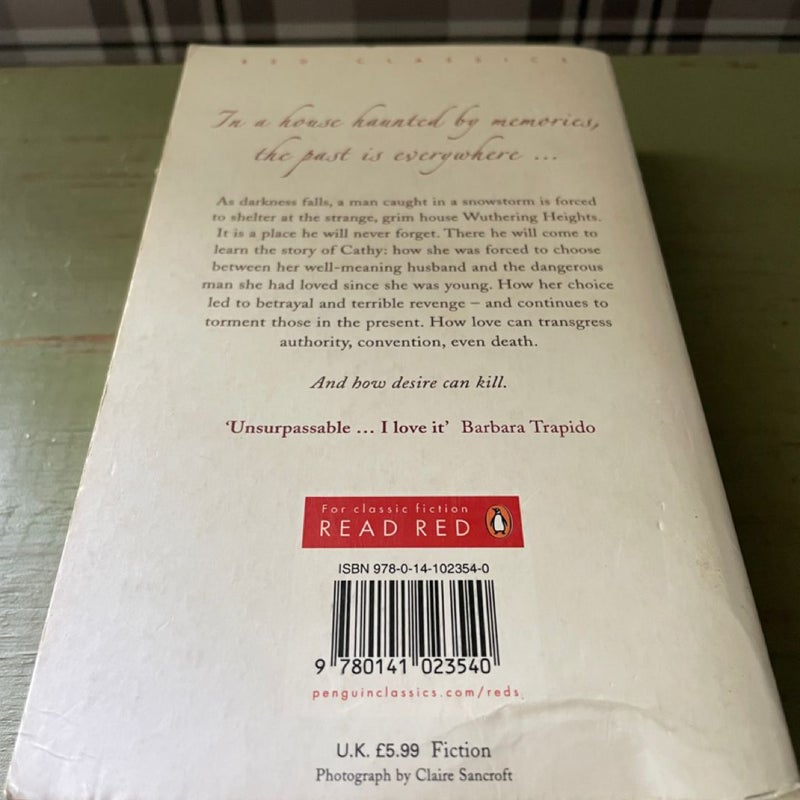 RED CLASSICS
In a house haunted by memories,
the past is everywhere ...
As darkness falls, a man caught in a snowstorm is forced
to shelter at the strange, grim house Wuthering Heights.
It is a place he will never forget. There he will come to
learn the story of Cathy: how she was forced to choose
between her well-meaning husband and the dangerous
man she had loved since she was young. How her choice
led to betrayal and terrible revenge – and continues to
torment those in the present. How love can transgress
authority, convention, even death.
And how desire can kill.
‘Unsurpassable ... I love it’ Barbara Trapido
For classic fiction
READ RED
ISBN 978-0-14-102354-0
9 780141 023540
penguinclassics.com/reds
U.K. £5.99 Fiction
Photograph by Claire Sancroft